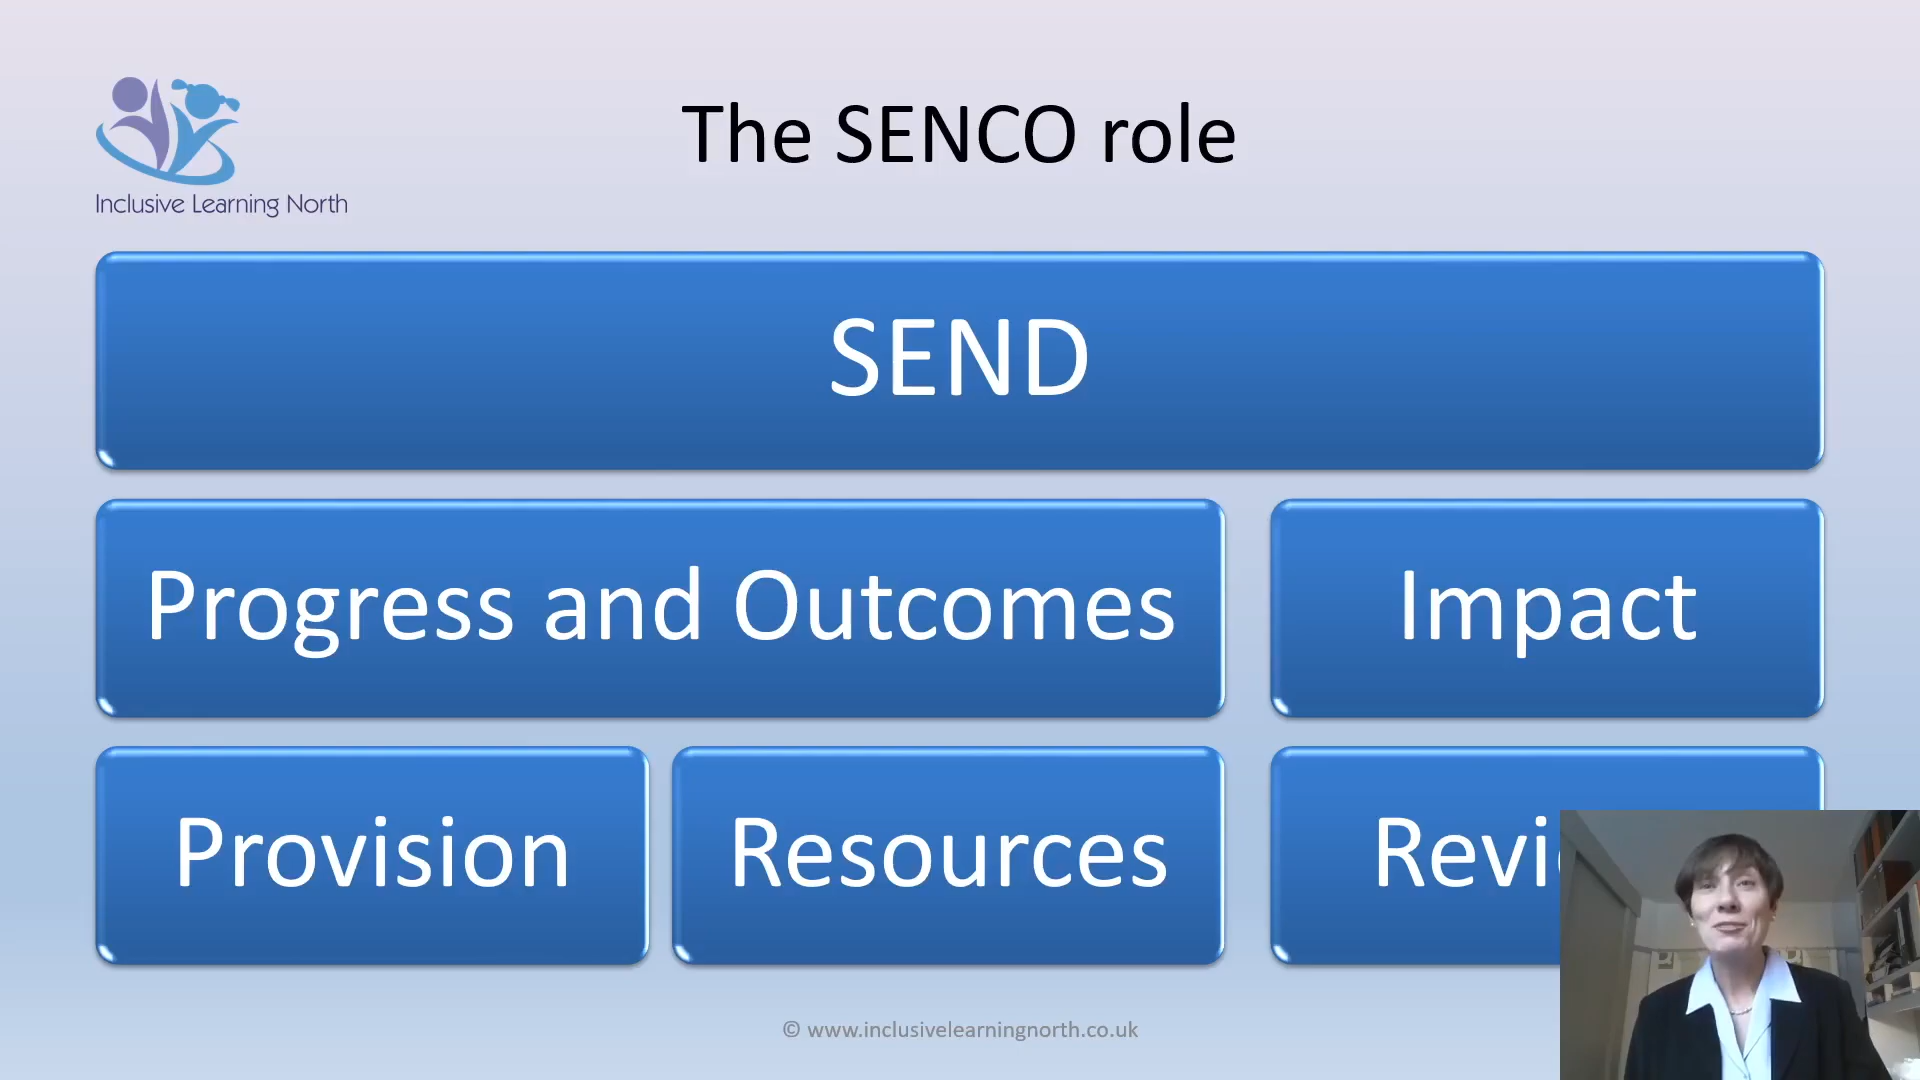 Inclusive Learning North
The SENCO role
SEND
Progress and Outcomes
Impact
Provision
Resources
© www.inclusivelearningnorth.co.uk